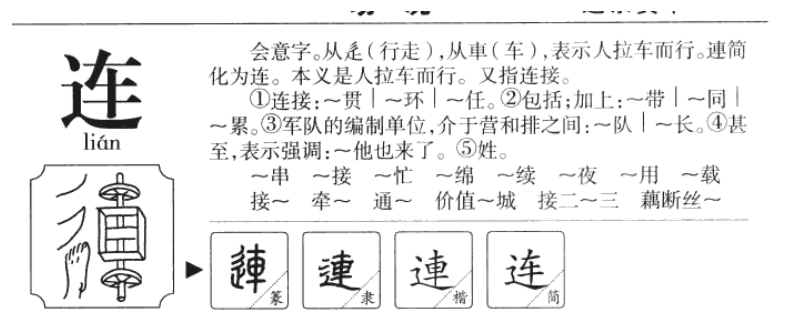 连
lián
会意字。从辵(行走),从車(车),表示人拉车而行。連简
化为连。本义是人拉车而行。又指连接。
①连接:～贯｜～环｜～任。②包括;加上:～带｜～同｜
～累。③军队的编制单位,介于营和排之间:～队｜～长。④甚
至,表示强调:～他也来了。⑤姓。
～串 ～接 ～忙 ～绵 ～续 ～夜 ～用 ～载
接～ 牵～ 通～ 价值～城 接二～三 藕断丝～
連 篆
連 隶
連 楷
连 简